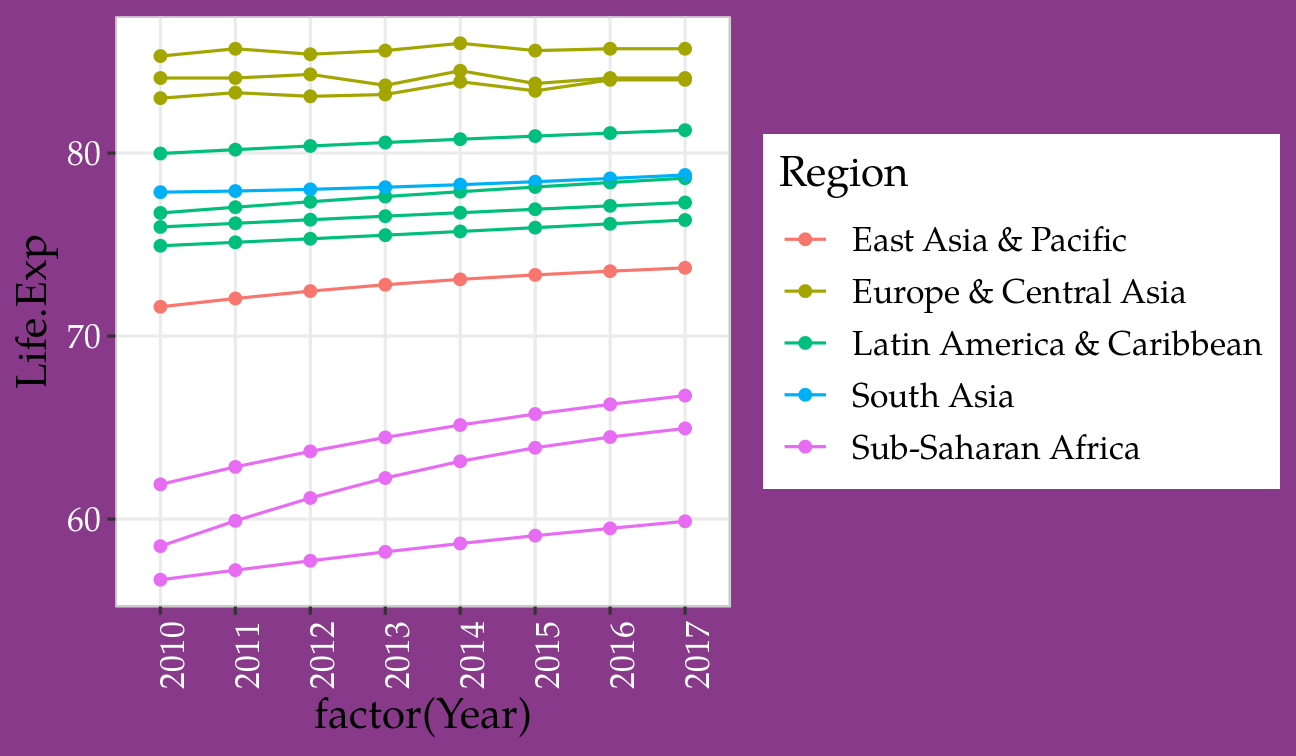 Life.Exp
80
70
60
2010
2011
2012
2013
2014
2015
2016
2017
factor(Year)
Region
East Asia & Pacific
Europe & Central Asia
Latin America & Caribbean
South Asia
Sub-Saharan Africa